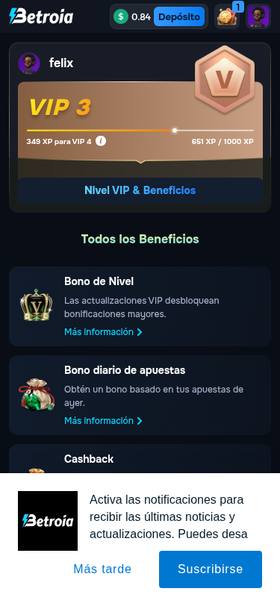 Betroia
0.84 Depósito
1
felix
V
VIP 3
349 XP para VIP 4
651 XP / 1000 XP
Nivel VIP & Beneficios
Todos los Beneficios
Bono de Nivel
Las actualizaciones VIP desbloquean
bonificaciones mayores.
Más información
Bono diario de apuestas
Obtén un bono basado en tus apuestas de
ayer.
Más información
Cashback
Betroia
Activa las notificaciones para
recibir las últimas noticias y
actualizaciones. Puedes desa
Más tarde
Suscribirse